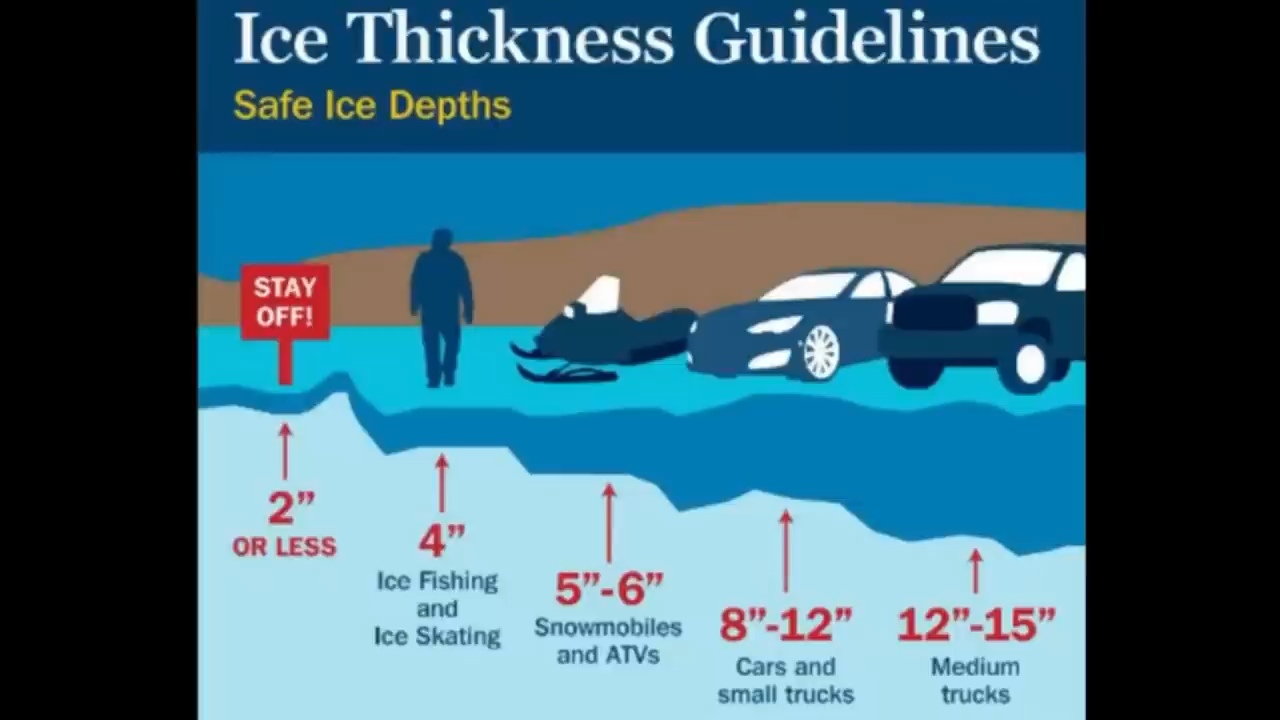 Ice Thickness Guidelines
Safe Ice Depths
STAY
OFF!
2”
OR LESS
4”
Ice Fishing
and
Ice Skating
5”-6”
Snowmobiles
and ATVs
8”-12”
Cars and
small trucks
12”-15”
Medium
trucks